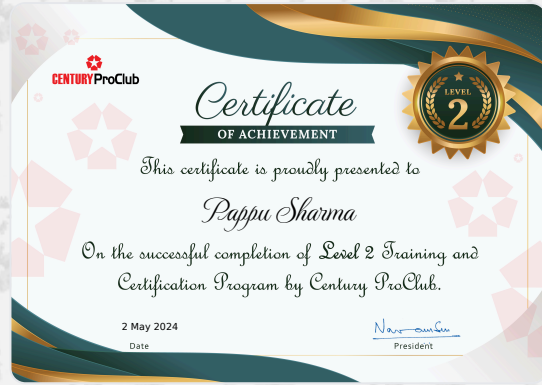 CENTURY ProClub
Certificate
OF ACHIEVEMENT
LEVEL
2
This certificate is proudly presented to
Pappu Sharma
On the successful completion of Level 2 Training and
Certification Program by Century ProClub.
2 May 2024
Date
President